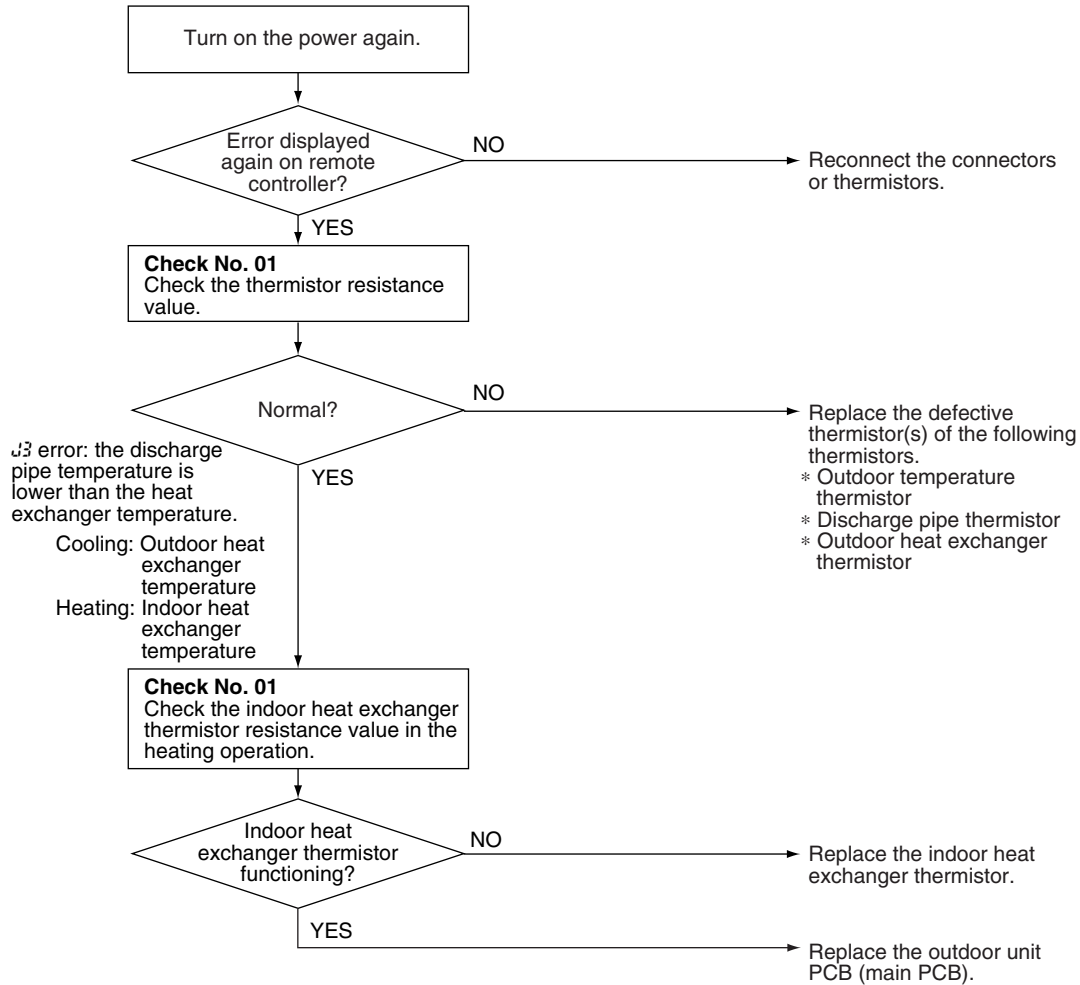 Turn on the power again.
Error displayed
again on remote
controller?
NO
Reconnect the connectors
or thermistors.
YES
Check No. 01
Check the thermistor resistance
value.
Normal?
NO
Replace the defective
thermistor(s) of the following
thermistors.
* Outdoor temperature
thermistor
* Discharge pipe thermistor
* Outdoor heat exchanger
thermistor
YES
J3 error: the discharge
pipe temperature is
lower than the heat
exchanger temperature.
Cooling: Outdoor heat
exchanger
temperature
Heating: Indoor heat
exchanger
temperature
Check No. 01
Check the indoor heat exchanger
thermistor resistance value in the
heating operation.
Indoor heat
exchanger thermistor
functioning?
NO
Replace the indoor heat
exchanger thermistor.
YES
Replace the outdoor unit
PCB (main PCB).